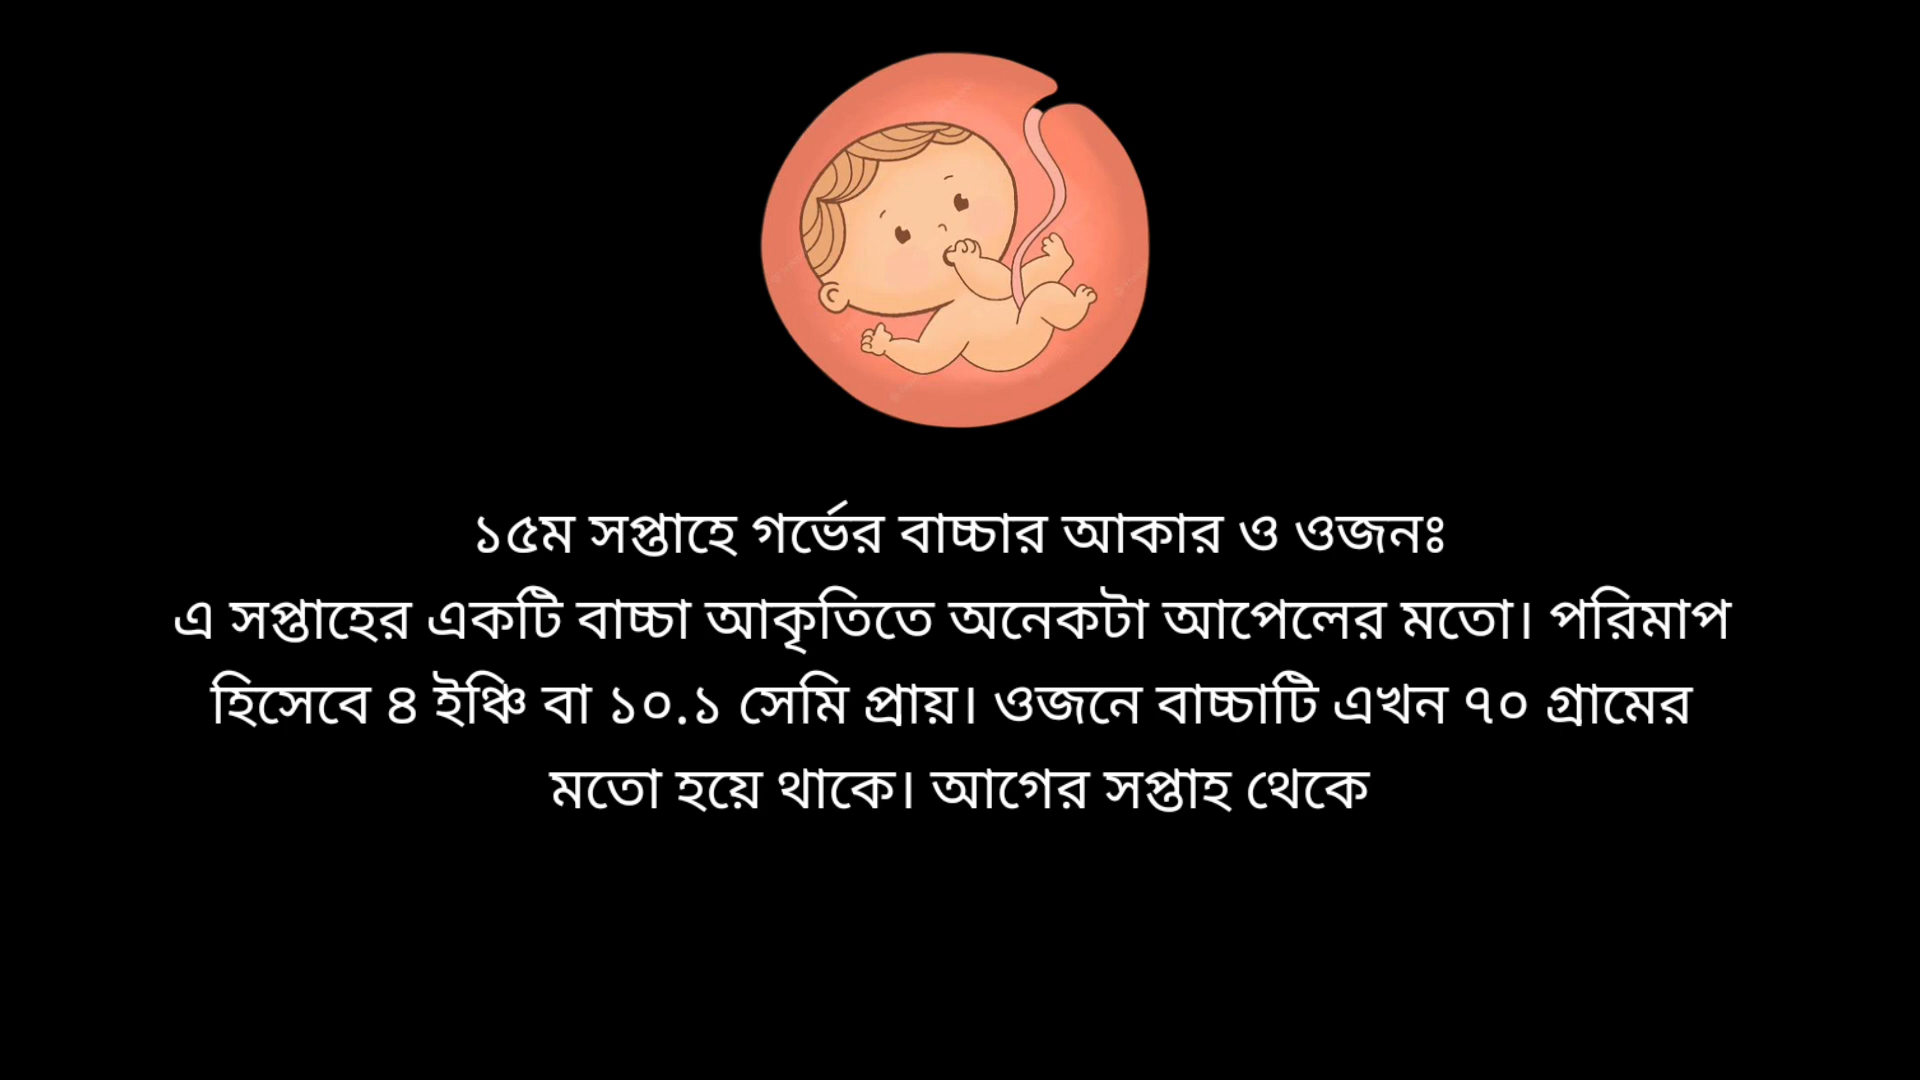 ১৫ম সপ্তাহে গর্ভের বাচ্চার আকার ও ওজনঃ
এ সপ্তাহের একটি বাচ্চা আকৃতিতে অনেকটা আপেলের মতো। পরিমাপ
হিসেবে ৪ ইঞ্চি বা ১০.১ সেমি প্রায়। ওজনে বাচ্চাটি এখন ৭০ গ্রামের
মতো হয়ে থাকে। আগের সপ্তাহ থেকে